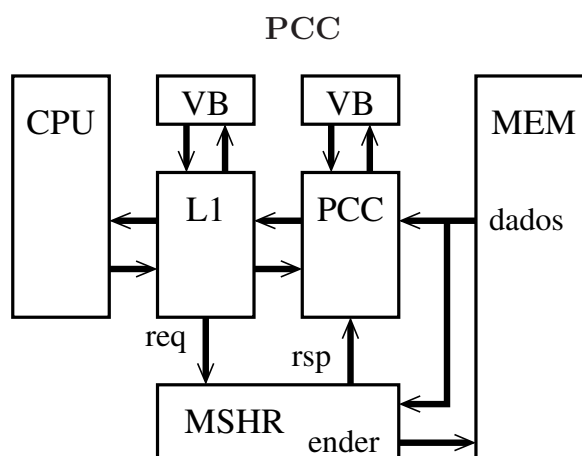 PCC
VB VB
CPU MEM
L1 PCC
dados
req rsp
MSHR
ender